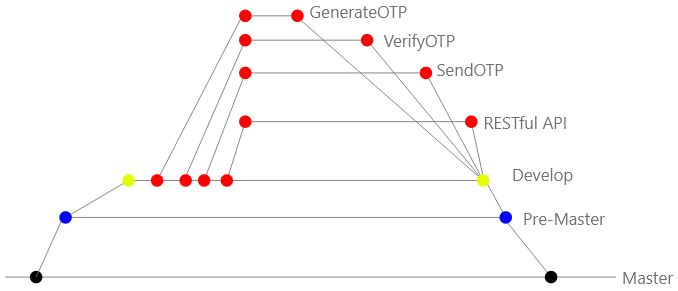 GenerateOTP
VerifyOTP
SendOTP
RESTful API
Develop
Pre-Master
Master